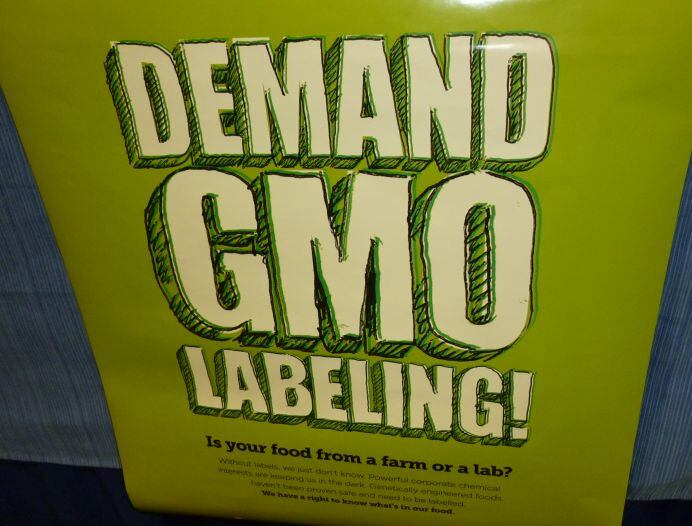 DEMAND
GMO
LABELING!
Is your food from a farm or a lab?
Without labels, we just don't know. Powerful corporate chemical
interests are keeping us in the dark. Genetically engineered foods
haven't been proven safe and need to be labelled.
We have a right to know what's in our food.